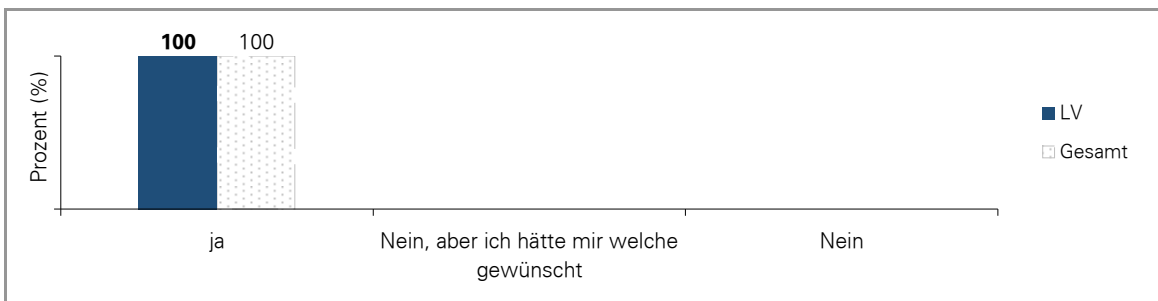 100 100
Prozent (%)
LV
Gesamt
ja
Nein, aber ich hätte mir welche
gewünscht
Nein